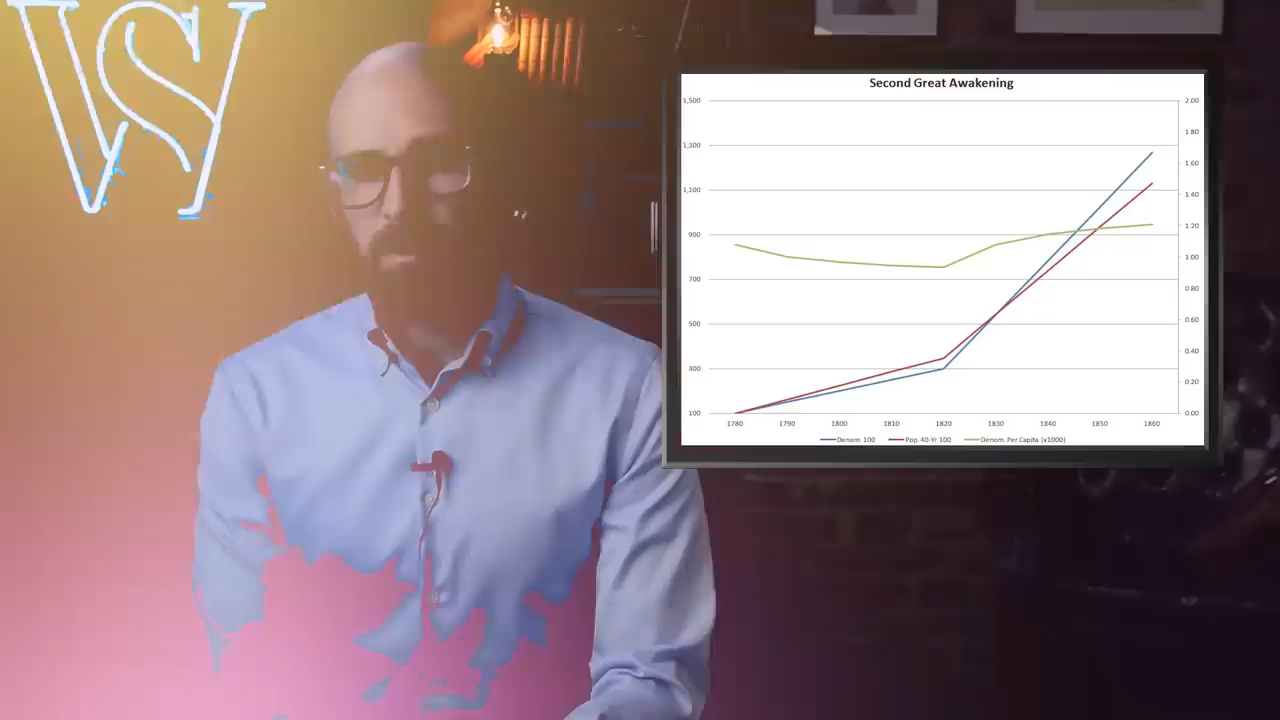 VSY
Second Great Awakening
1,500 2.00
1.80
1,300 1.60
1,100 1.40
900 1.20
1.00
700 0.80
500 0.60
300 0.40
0.20
100 0.00
1780 1790 1800 1810 1820 1830 1840 1850 1860
Denom 100 Pop. 40-Yr 100 Denom. Per Capita (x1000)